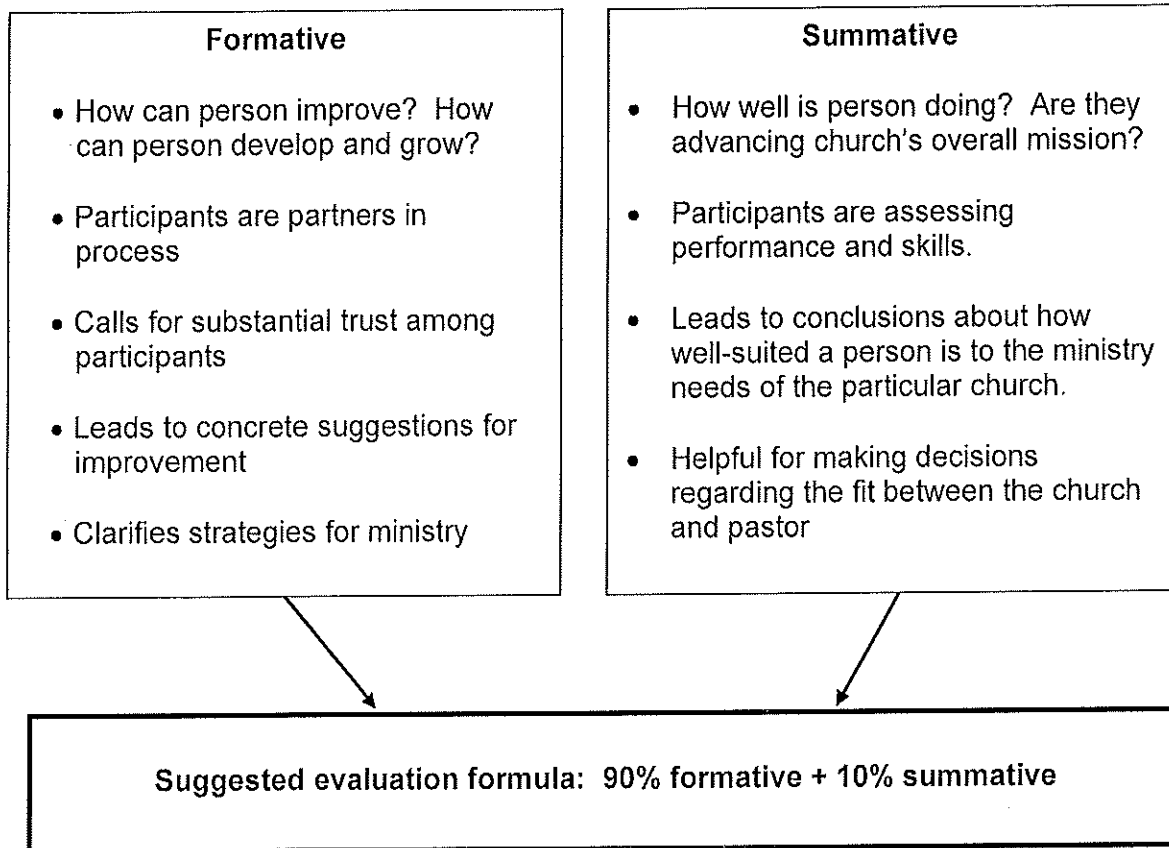 Formative
• How can person improve? How
can person develop and grow?
• Participants are partners in
process
• Calls for substantial trust among
participants
• Leads to concrete suggestions for
improvement
• Clarifies strategies for ministry
Summative
• How well is person doing? Are they
advancing church's overall mission?
• Participants are assessing
performance and skills.
• Leads to conclusions about how
well-suited a person is to the ministry
needs of the particular church.
• Helpful for making decisions
regarding the fit between the church
and pastor
Suggested evaluation formula: 90% formative + 10% summative